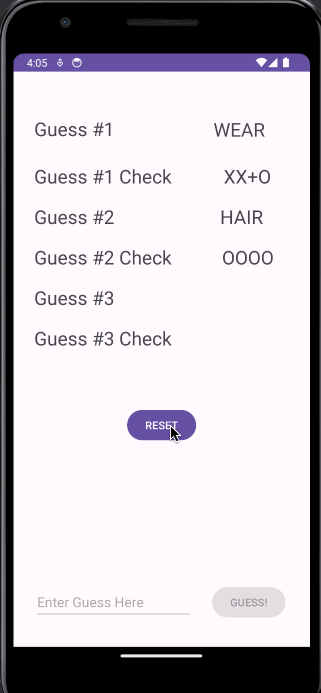 4:05
Guess #1 WEAR
Guess #1 Check XX+O
Guess #2 HAIR
Guess #2 Check OOOO
Guess #3
Guess #3 Check
RESET
Enter Guess Here GUESS!